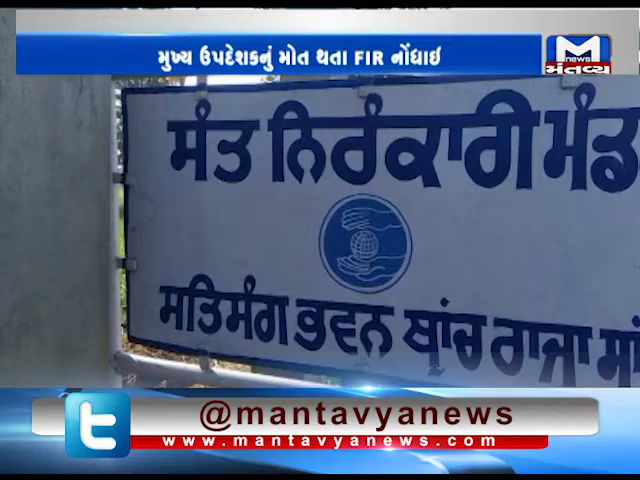 મુખ્ય ઉપદેશકનું મોત થતા FIR નોંધાઇ
M
news
મંતવ્ય
ਸੰਤ ਨਿਰੰਕਾਰੀ ਮੰਡ
ਸਤਿਸੰਗ ਭਵਨ ਬ੍ਰਾਂਚ ਰਾਜਾ ਸਾਂ
@mantavyanews
www.mantavyanews.com